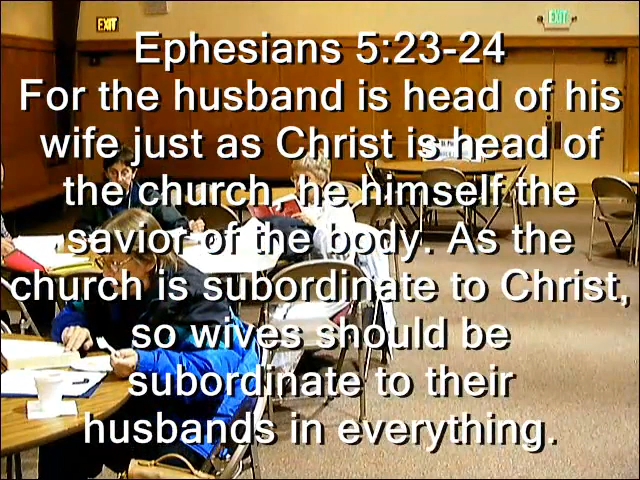 EXIT
EXIT
Ephesians 5:23-24
For the husband is head of his
wife just as Christ is head of
the church, he himself the
savior of the body. As the
church is subordinate to Christ,
so wives should be
subordinate to their
husbands in everything.